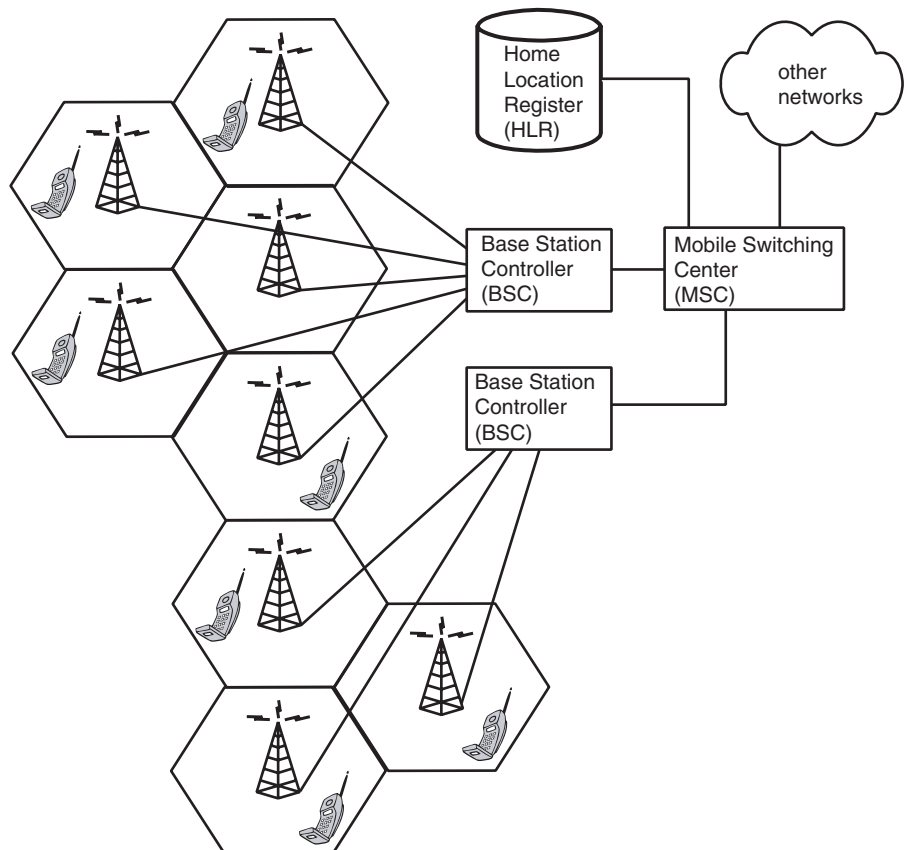 Home
Location
Register
(HLR)
other
networks
Base Station
Controller
(BSC)
Mobile Switching
Center
(MSC)
Base Station
Controller
(BSC)